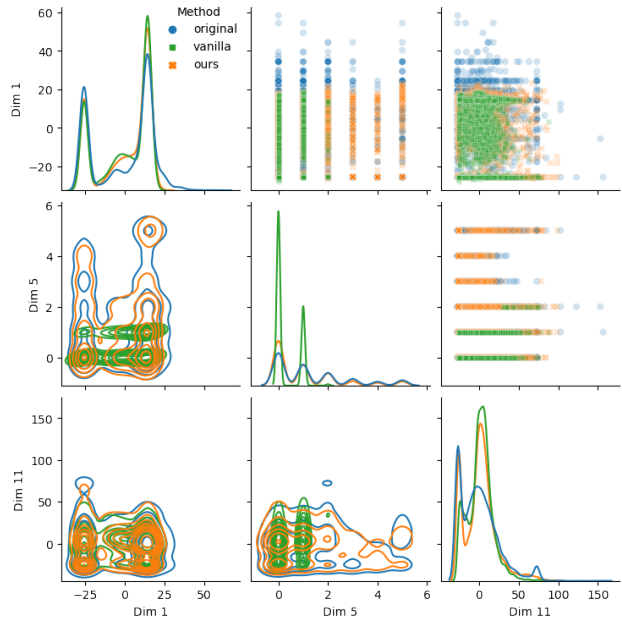 Method
original
vanilla
ours
Dim 1
60
40
20
0
−20
Dim 5
6
4
2
0
Dim 11
150
100
50
0
−25 0 25 50
Dim 1
0 2 4 6
Dim 5
0 50 100 150
Dim 11